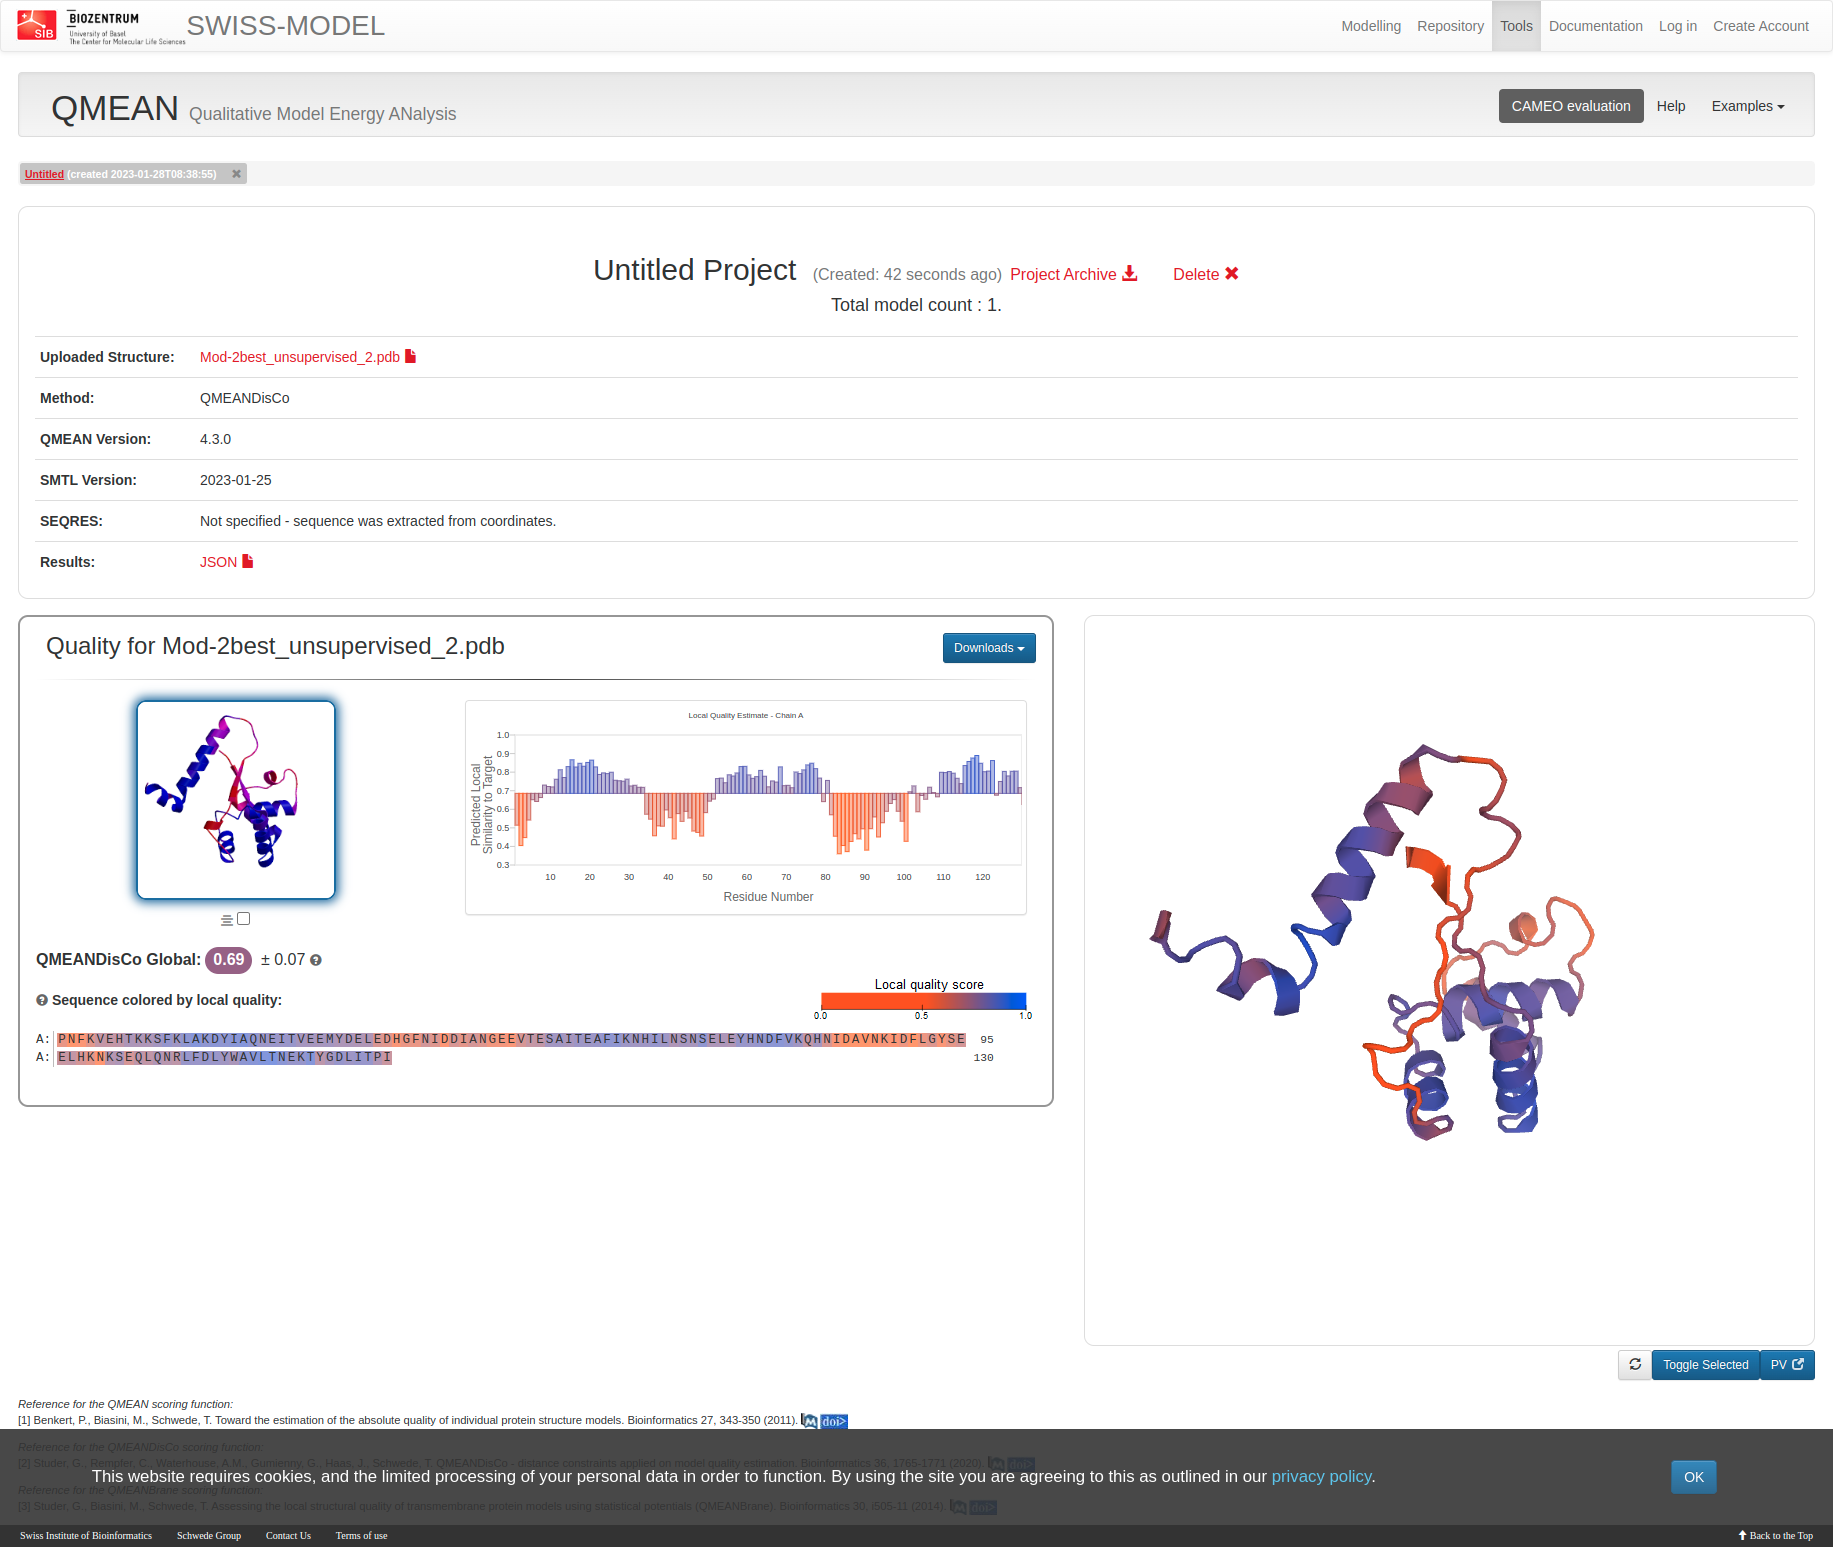 SIB
BIOZENTRUM
University of Basel
The Center for Molecular Life Sciences
SWISS-MODEL
Modelling Repository Tools Documentation Log in Create Account
QMEAN Qualitative Model Energy ANalysis
CAMEO evaluation Help Examples
Untitled (created 2023-01-28T08:38:55)
Untitled Project (Created: 42 seconds ago) Project Archive Delete
Total model count : 1.
Uploaded Structure: Mod-2best_unsupervised_2.pdb
Method: QMEANDisCo
QMEAN Version: 4.3.0
SMTL Version: 2023-01-25
SEQRES: Not specified - sequence was extracted from coordinates.
Results: JSON
Quality for Mod-2best_unsupervised_2.pdb
Downloads
Local Quality Estimate - Chain A
Predicted Local
Similarity to Target
1.0
0.9
0.8
0.7
0.6
0.5
0.4
0.3
10 20 30 40 50 60 70 80 90 100 110 120
Residue Number
QMEANDisCo Global: 0.69 ± 0.07
Sequence colored by local quality:
Local quality score
0.0 0.5 1.0
A: PNFKVEHTKKSFKLAKDYIAQNEITVEEMYDELEDHGFNIDDIANGEEVTESAITEAFIKNHILNSNSELEYHNDFVKQHNIDAVNKIDFLGYSE 95
A: ELHKNKSEQLQNRLFDLYWAVLTNEKTYGDLITPI 130
Toggle Selected PV
Reference for the QMEAN scoring function:
[1] Benkert, P., Biasini, M., Schwede, T. Toward the estimation of the absolute quality of individual protein structure models. Bioinformatics 27, 343-350 (2011). doi>
Reference for the QMEANDisCo scoring function:
[2] Studer, G., Rempfer, C., Waterhouse, A.M., Gumienny, G., Haas, J., Schwede, T. QMEANDisCo - distance constraints applied on model quality estimation. Bioinformatics 36, 1765-1771 (2020). doi>
This website requires cookies, and the limited processing of your personal data in order to function. By using the site you are agreeing to this as outlined in our privacy policy.
OK
Reference for the QMEANBrane scoring function:
[3] Studer, G., Biasini, M., Schwede, T. Assessing the local structural quality of transmembrane protein models using statistical potentials (QMEANBrane). Bioinformatics 30, i505-11 (2014). doi>
Swiss Institute of Bioinformatics Schwede Group Contact Us Terms of use Back to the Top